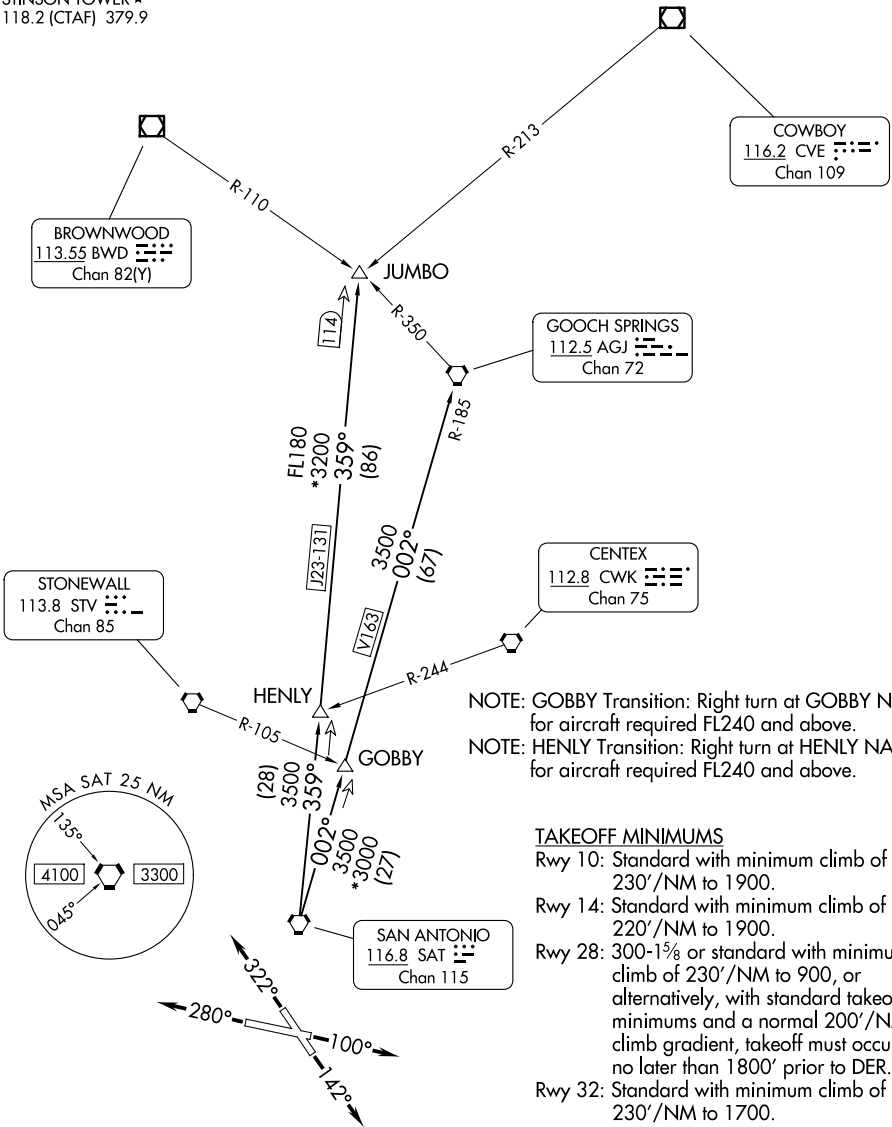 118.2 (CTAF) 379.9
COWBOY
116.2 CVE
Chan 109
R-213
R-110
BROWNWOOD
113.55 BWD
Chan 82(Y)
JUMBO
114
R-350
GOOCH SPRINGS
112.5 AGJ
Chan 72
R-185
FL180
*3200
359°
(86)
J23-131
3500
002°
(67)
V163
CENTEX
112.8 CWK
Chan 75
STONEWALL
113.8 STV
Chan 85
R-244
HENLY
R-105
GOBBY
NOTE: GOBBY Transition: Right turn at GOBBY N
for aircraft required FL240 and above.
NOTE: HENLY Transition: Right turn at HENLY NA
for aircraft required FL240 and above.
(28)
3500
359°
002°
3500
*3000
(27)
MSA SAT 25 NM
135°
4100
3300
045°
SAN ANTONIO
116.8 SAT
Chan 115
322°
280°
100°
142°
TAKEOFF MINIMUMS
Rwy 10: Standard with minimum climb of
230'/NM to 1900.
Rwy 14: Standard with minimum climb of
220'/NM to 1900.
Rwy 28: 300-1⅝ or standard with minimu
climb of 230'/NM to 900, or
alternatively, with standard takeo
minimums and a normal 200'/N
climb gradient, takeoff must occu
no later than 1800' prior to DER.
Rwy 32: Standard with minimum climb of
230'/NM to 1700.